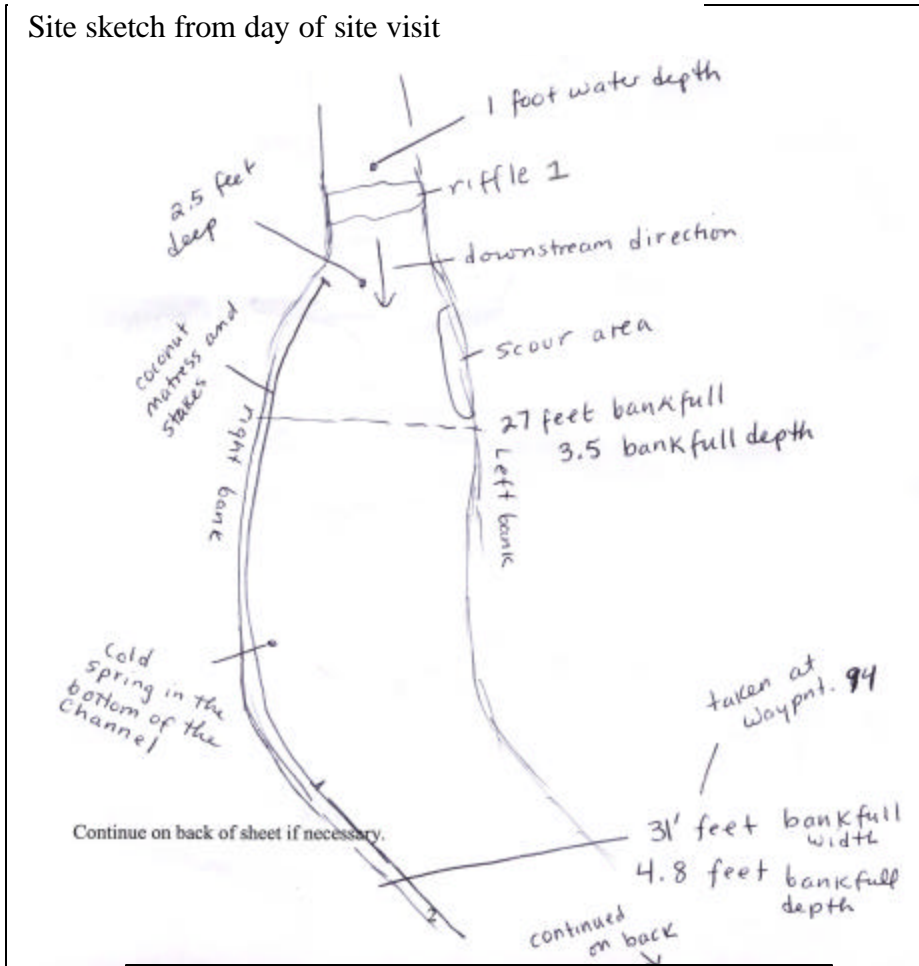 Site sketch from day of site visit
1 foot water depth
riffle 1
2.5 feet
deep
downstream direction
coconut
matress and
stakes
scour area
27 feet bankfull
3.5 bankfull depth
right bank
Left bank
Cold
spring in the
bottom of the
Channel
taken at
waypnt. 94
Continue on back of sheet if necessary.
31' feet bankfull
width
4.8 feet bankfull
depth
2
continued
on back